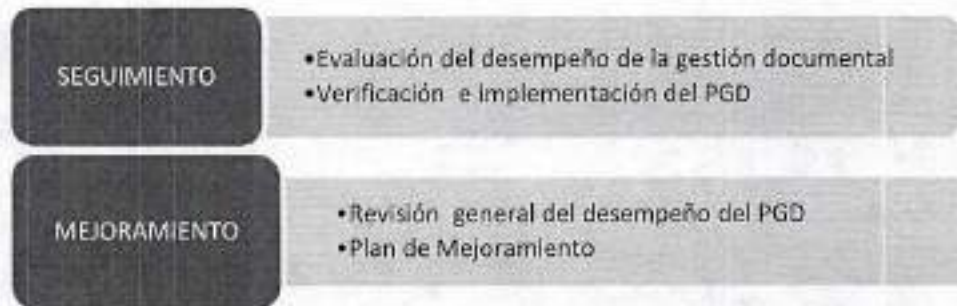 SEGUIMIENTO
•Evaluación del desempeño de la gestión documental
•Verificación e implementación del PGD
MEJORAMIENTO
•Revisión general del desempeño del PGD
•Plan de Mejoramiento